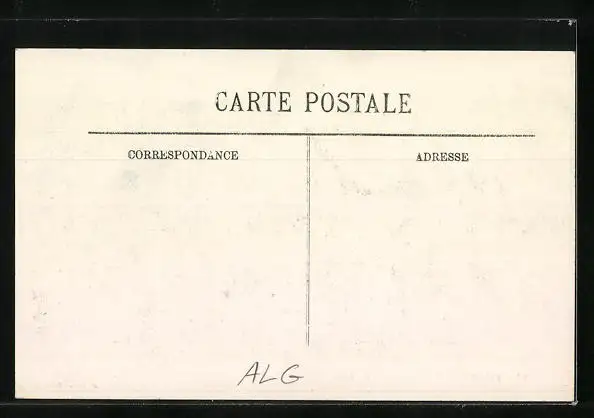 CARTE POSTALE
CORRESPONDANCE ADRESSE
ALG